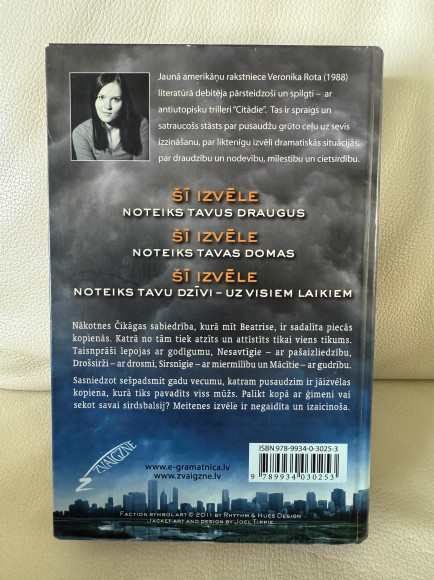 Jaunā amerikāņu rakstniece Veronika Rota (1988)
literatūrā debitēja pārsteidzoši un spilgti – ar
antiutopisku trilleri "Citādie". Tas ir spraigs un
satraucošs stāsts par pusaudžu grūto ceļu uz sevis
izzināšanu, par liktenīgu izvēli dramatiskās situācijās,
par draudzību un nodevību, mīlestību un cietsirdību.
ŠĪ IZVĒLE
NOTEIKS TAVUS DRAUGUS
ŠĪ IZVĒLE
NOTEIKS TAVAS DOMAS
ŠĪ IZVĒLE
NOTEIKS TAVU DZĪVI – UZ VISIEM LAIKIEM
Nākotnes Čikāgas sabiedrība, kurā mīt Beatrise, ir sadalīta piecās
kopienās. Katrā no tām tiek atzīts un attīstīts tikai viens tikums.
Taisnprāši lepojas ar godīgumu, Nesavtīgie – ar pašaizliedzību,
Drošsirži – ar drosmi, Sirsnīgie – ar miermīlību un Mācītie – ar gudrību.
Sasniedzot sešpadsmit gadu vecumu, katram pusaudzim ir jāizvēlas
kopiena, kurā tiks pavadīts viss mūžs. Palikt kopā ar ģimeni vai
sekot savai sirdsbalsij? Meitenes izvēle ir negaidīta un izaicinoša.
ZVAIGZNE
www.e-gramatnica.lv
www.zvaigzne.lv
ISBN 978-9934-0-3025-3
9 789934 030253
FACTION SYMBOL ART © 2011 BY RHYTHM & HUES DESIGN
JACKET ART AND DESIGN BY JOEL TIPPIE